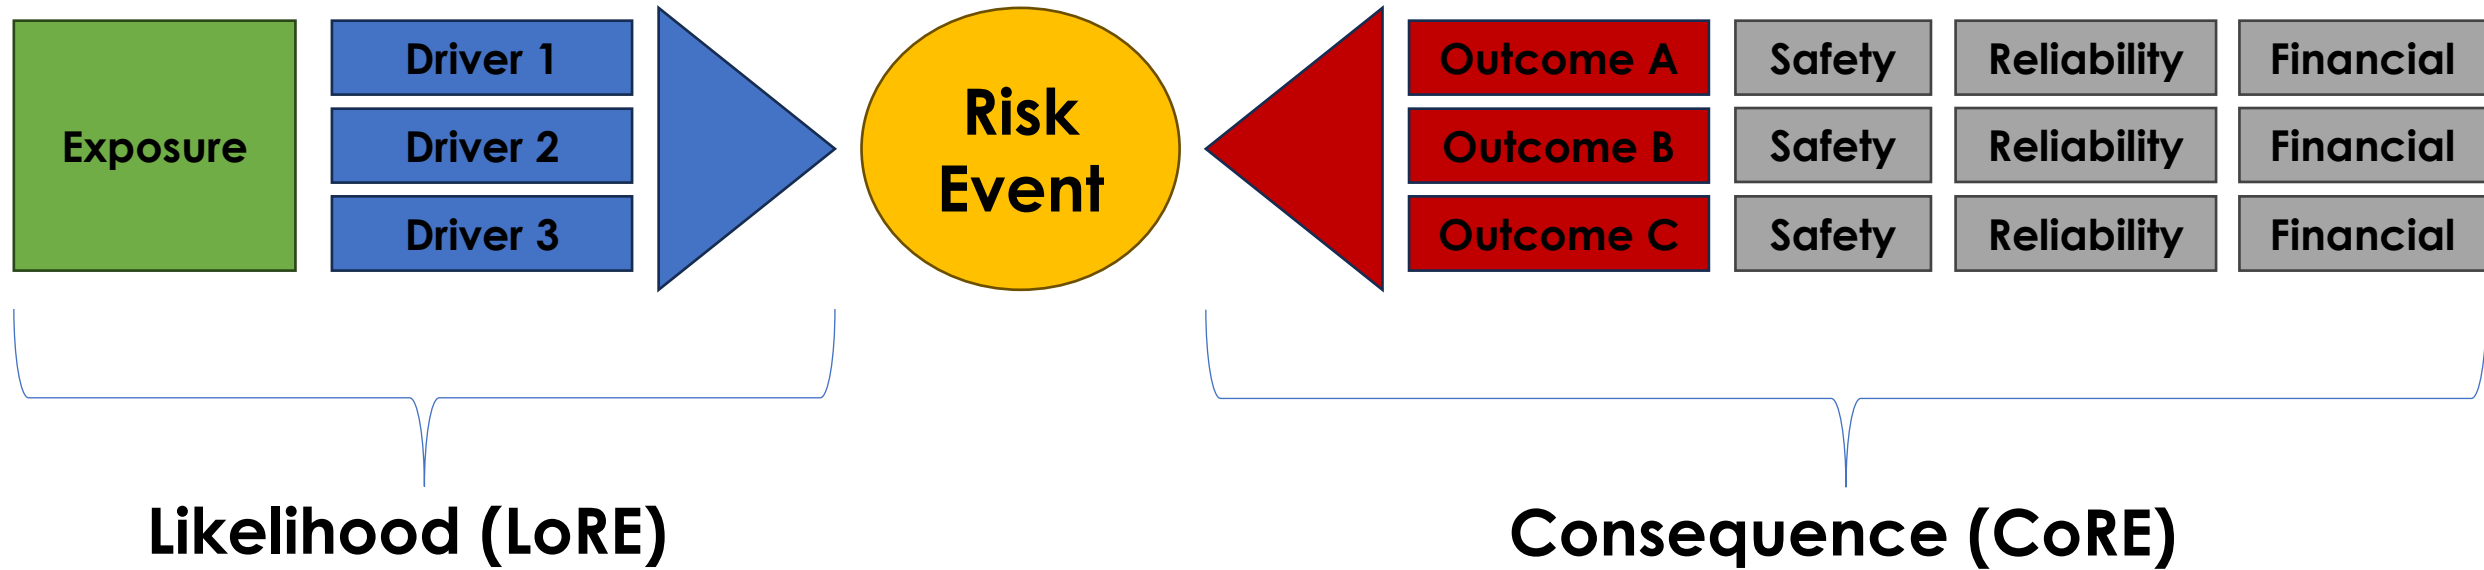 Exposure
Driver 1
Driver 2
Driver 3
Risk
Event
Outcome A
Safety
Reliability
Financial
Outcome B
Safety
Reliability
Financial
Outcome C
Safety
Reliability
Financial
Likelihood (LoRE)
Consequence (CoRE)